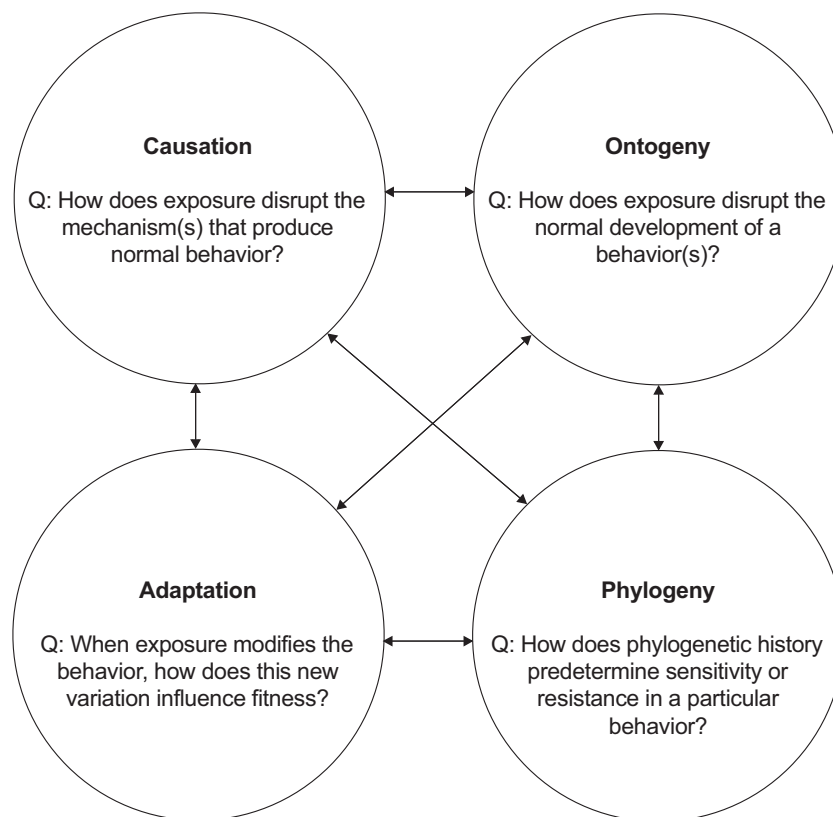 Causation
Q: How does exposure disrupt the
mechanism(s) that produce
normal behavior?
Ontogeny
Q: How does exposure disrupt the
normal development of a
behavior(s)?
Adaptation
Q: When exposure modifies the
behavior, how does this new
variation influence fitness?
Phylogeny
Q: How does phylogenetic history
predetermine sensitivity or
resistance in a particular
behavior?